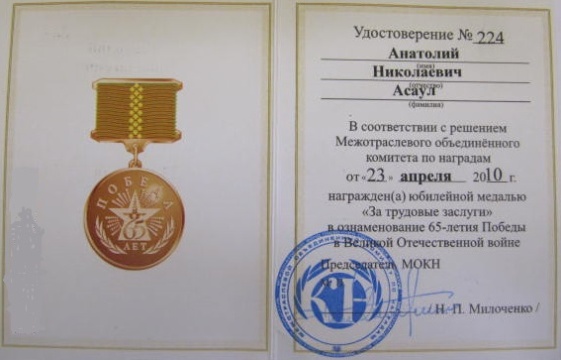 ПОБЕДА
65
ЛЕТ
Удостоверение № 224
Анатолий
(имя)
Николаевич
(отчество)
Асаул
(фамилия)
В соответствии с решением
Межотраслевого объединённого
комитета по наградам
от «23» апреля 2010 г.
награжден(а) юбилейной медалью
«За трудовые заслуги»
в ознаменование 65-летия Победы
в Великой Отечественной войне
Председатель МОКН
Н. П. Милоченко /